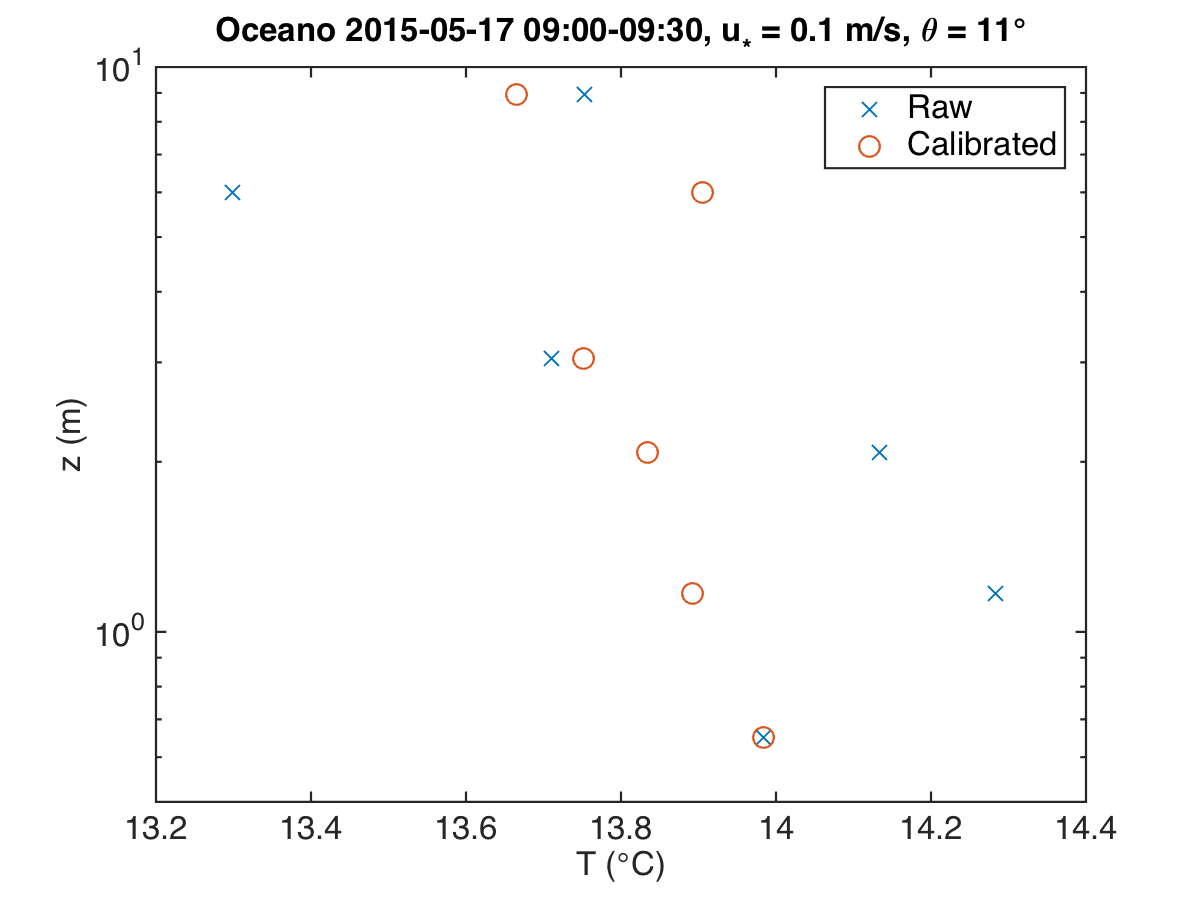 Oceano 2015-05-17 09:00-09:30, u* = 0.1 m/s, θ = 11°
10¹
Raw
Calibrated
z (m)
10⁰
13.2 13.4 13.6 13.8 14 14.2 14.4
T (°C)